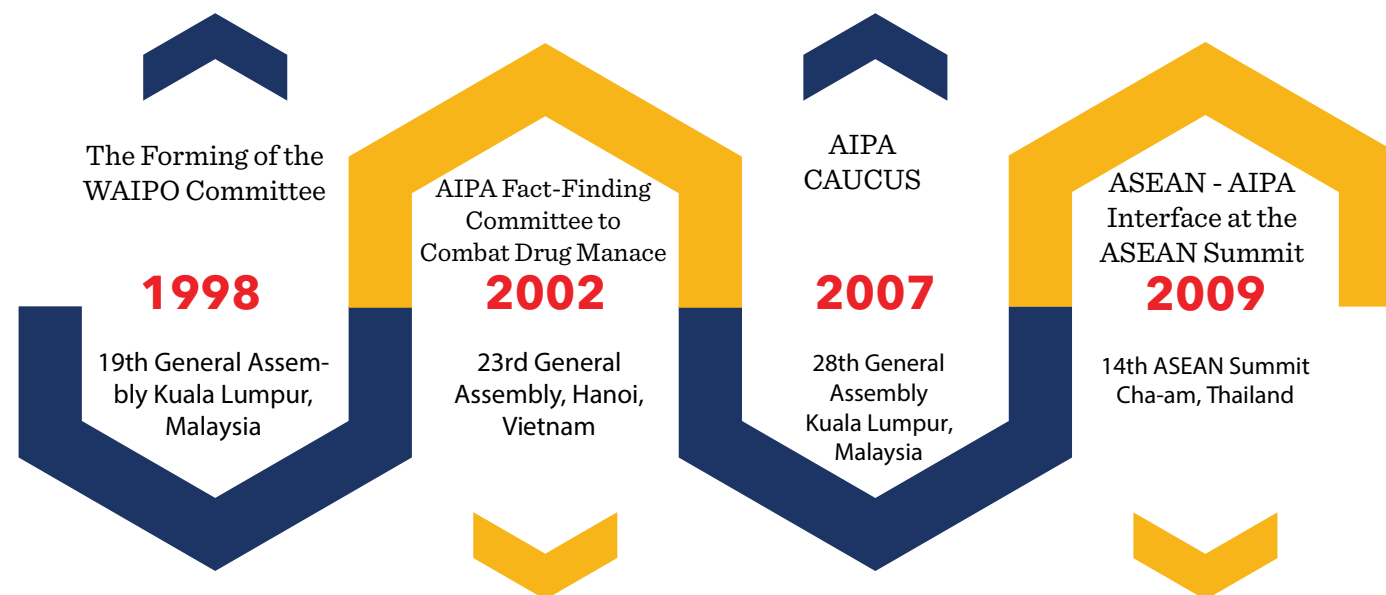 The Forming of the
WAIPO Committee
1998
19th General Assem-
bly Kuala Lumpur,
Malaysia
AIPA Fact-Finding
Committee to
Combat Drug Manace
2002
23rd General
Assembly, Hanoi,
Vietnam
AIPA
CAUCUS
2007
28th General
Assembly
Kuala Lumpur,
Malaysia
ASEAN - AIPA
Interface at the
ASEAN Summit
2009
14th ASEAN Summit
Cha-am, Thailand